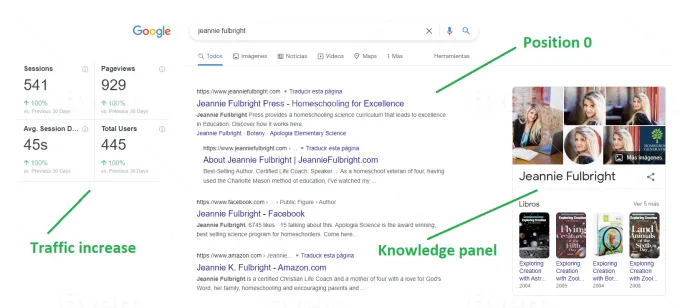 Google
jeannie fulbright
Todos Imágenes Noticias Vídeos Maps Más Herramientas
Position 0
Sessions Pageviews
541 929
100% 100%
vs. Previous 30 Days vs. Previous 30 Days
Avg. Session D... Total Users
45s 445
100% 100%
vs. Previous 30 Days vs. Previous 30 Days
Traffic increase
https://www.jeanniefulbright.com • Traducir esta página
Jeannie Fulbright Press - Homeschooling for Excellence
Jeannie Fulbright Press provides a homeschooling science curriculum that leads to excellence
in Education. Discover how it works here.
Jeannie Fulbright · Botany · Apologia Elementary Science
https://www.jeanniefulbright.com › ... • Traducir esta página
About Jeannie Fulbright | JeannieFulbright.com
Best-Selling Author, Certified Life Coach. Speaker... As a homeschool veteran of four, having
used the Charlotte Mason method of education, I've matched my ...
https://www.facebook.com › ... › Public Figure › Author
Jeannie Fulbright - Facebook
Jeannie Fulbright. 6745 likes · 15 talking about this. Apologia Science is the award winning,
best selling science program for homeschoolers. Come here...
https://www.amazon.com › Jeannie... • Traducir esta página
Jeannie K. Fulbright - Amazon.com
Jeannie Fulbright is a certified Christian Life Coach and a mother of four with a love for God's
Word, her family, homeschooling and encouraging parents and ...
Knowledge panel
Más imágenes
Jeannie Fulbright
Libros Ver 5 más
Flying
Creatures
Land
Animals
Exploring Exploring Exploring Exploring
Creation Creation Creation Creation
with Astr... with Zool... with Zool...
2004 2005 2008